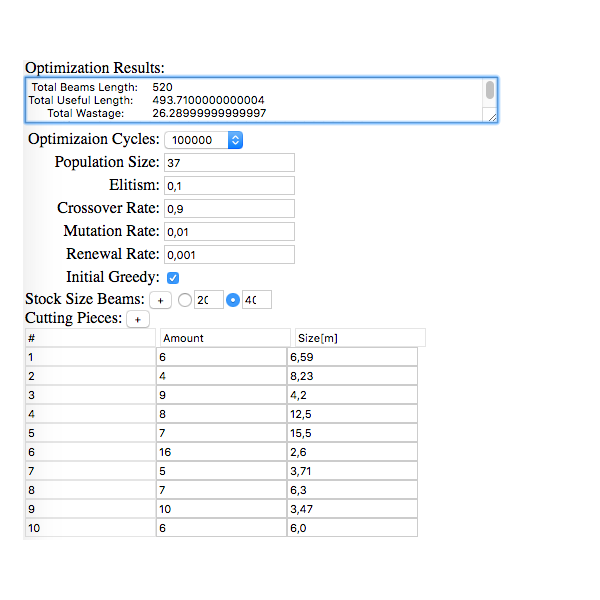 Optimization Results:
Total Beams Length: 520
Total Useful Length: 493.7100000000004
Total Wastage: 26.28999999999997
Optimizaion Cycles: 100000
Population Size: 37
Elitism: 0,1
Crossover Rate: 0,9
Mutation Rate: 0,01
Renewal Rate: 0,001
Initial Greedy:
Stock Size Beams: + 20 40
Cutting Pieces: +
# Amount Size[m]
1 6 6,59
2 4 8,23
3 9 4,2
4 8 12,5
5 7 15,5
6 16 2,6
7 5 3,71
8 7 6,3
9 10 3,47
10 6 6,0